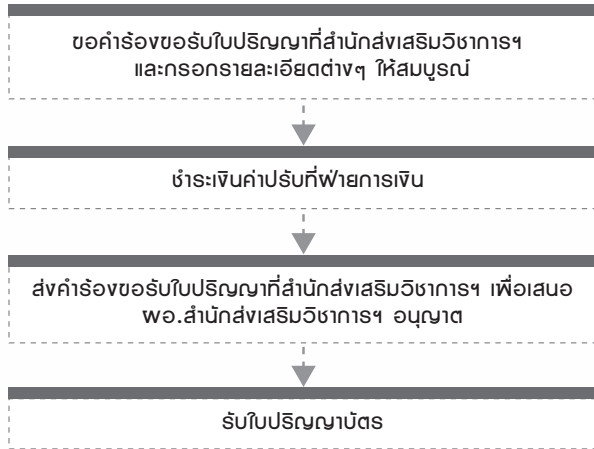 ขอคำร้องขอรับใบปริญญาที่สำนักส่งเสริมวิชาการฯ
และกรอกรายละเอียดต่างๆ ให้สมบูรณ์
ชำระเงินค่าปรับที่ฝ่ายการเงิน
ส่งคำร้องขอรับใบปริญญาที่สำนักส่งเสริมวิชาการฯ เพื่อเสนอ
ผอ.สำนักส่งเสริมวิชาการฯ อนุญาต
รับใบปริญญาบัตร